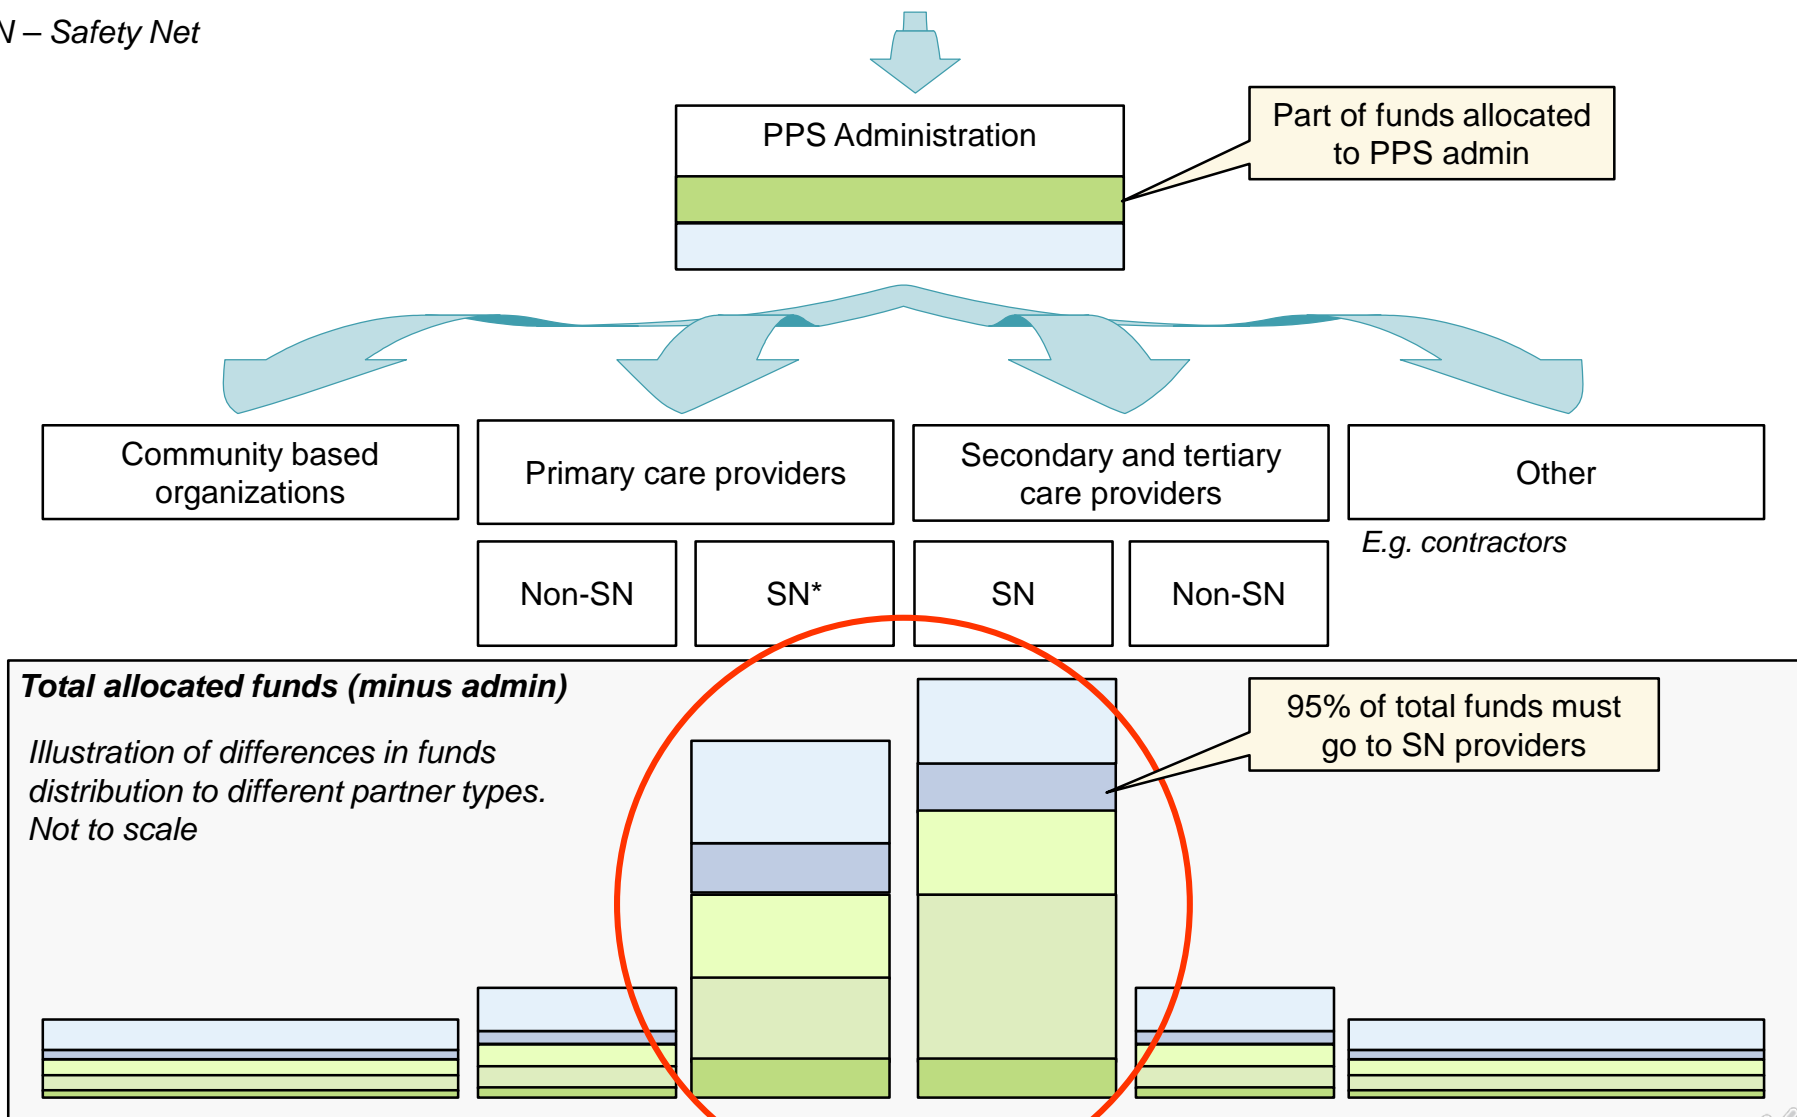 N – Safety Net
PPS Administration
Part of funds allocated
to PPS admin
Community based
organizations
Primary care providers
Secondary and tertiary
care providers
Other
E.g. contractors
Non-SN
SN*
SN
Non-SN
Total allocated funds (minus admin)
Illustration of differences in funds
distribution to different partner types.
Not to scale
95% of total funds must
go to SN providers